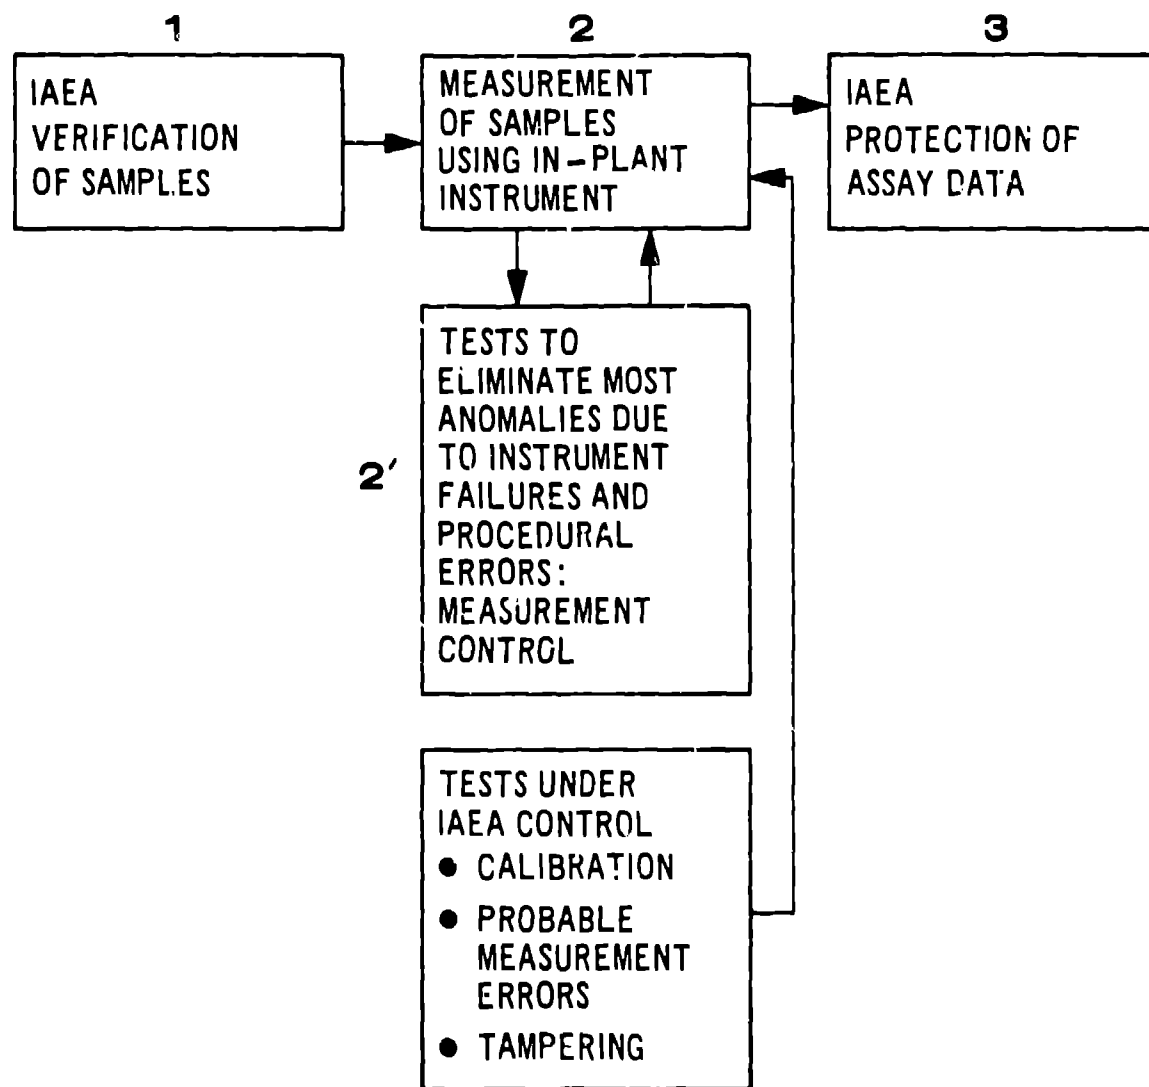 1
IAEA
VERIFICATION
OF SAMPLES
2
MEASUREMENT
OF SAMPLES
USING IN-PLANT
INSTRUMENT
3
IAEA
PROTECTION OF
ASSAY DATA
2'
TESTS TO
ELIMINATE MOST
ANOMALIES DUE
TO INSTRUMENT
FAILURES AND
PROCEDURAL
ERRORS:
MEASUREMENT
CONTROL
TESTS UNDER
IAEA CONTROL
● CALIBRATION
● PROBABLE
MEASUREMENT
ERRORS
● TAMPERING